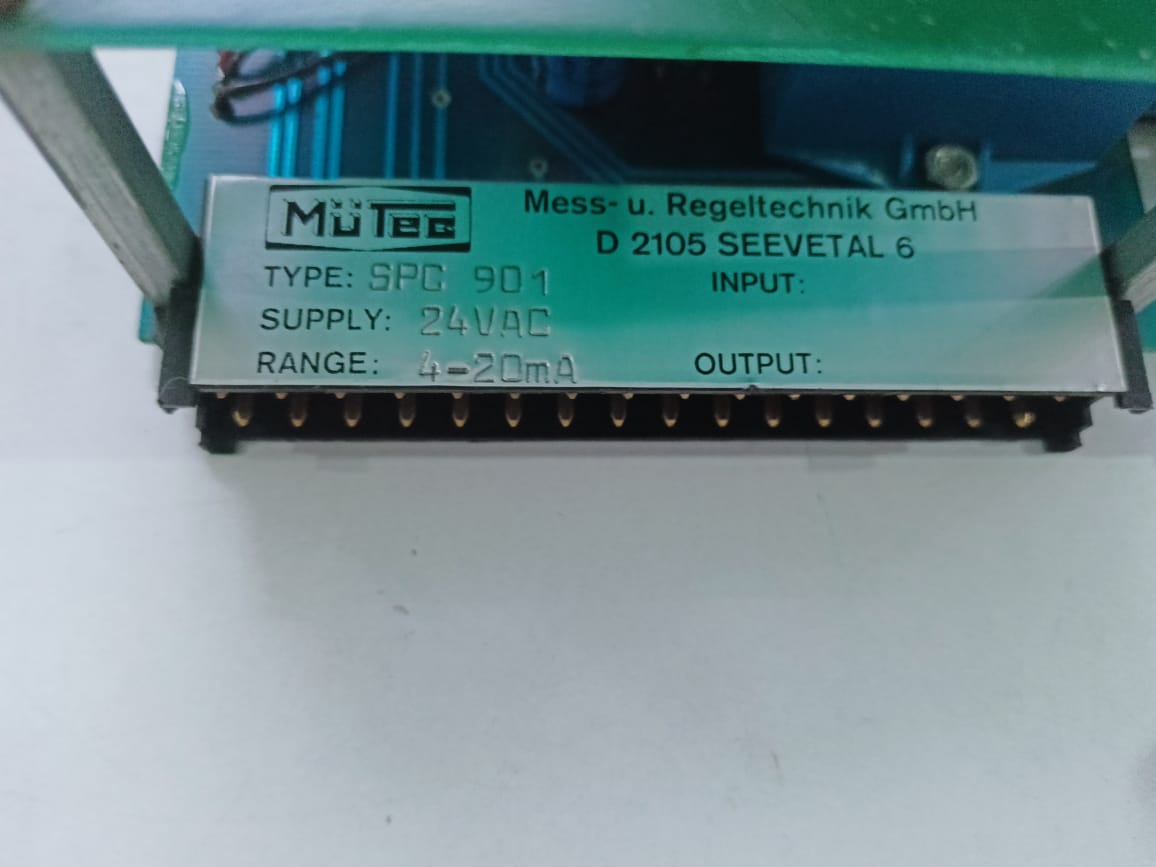 MÜTEC
Mess- u. Regeltechnik GmbH
D 2105 SEEVETAL 6
TYPE: SPC 901
INPUT:
SUPPLY: 24VAC
RANGE: 4-20mA
OUTPUT: